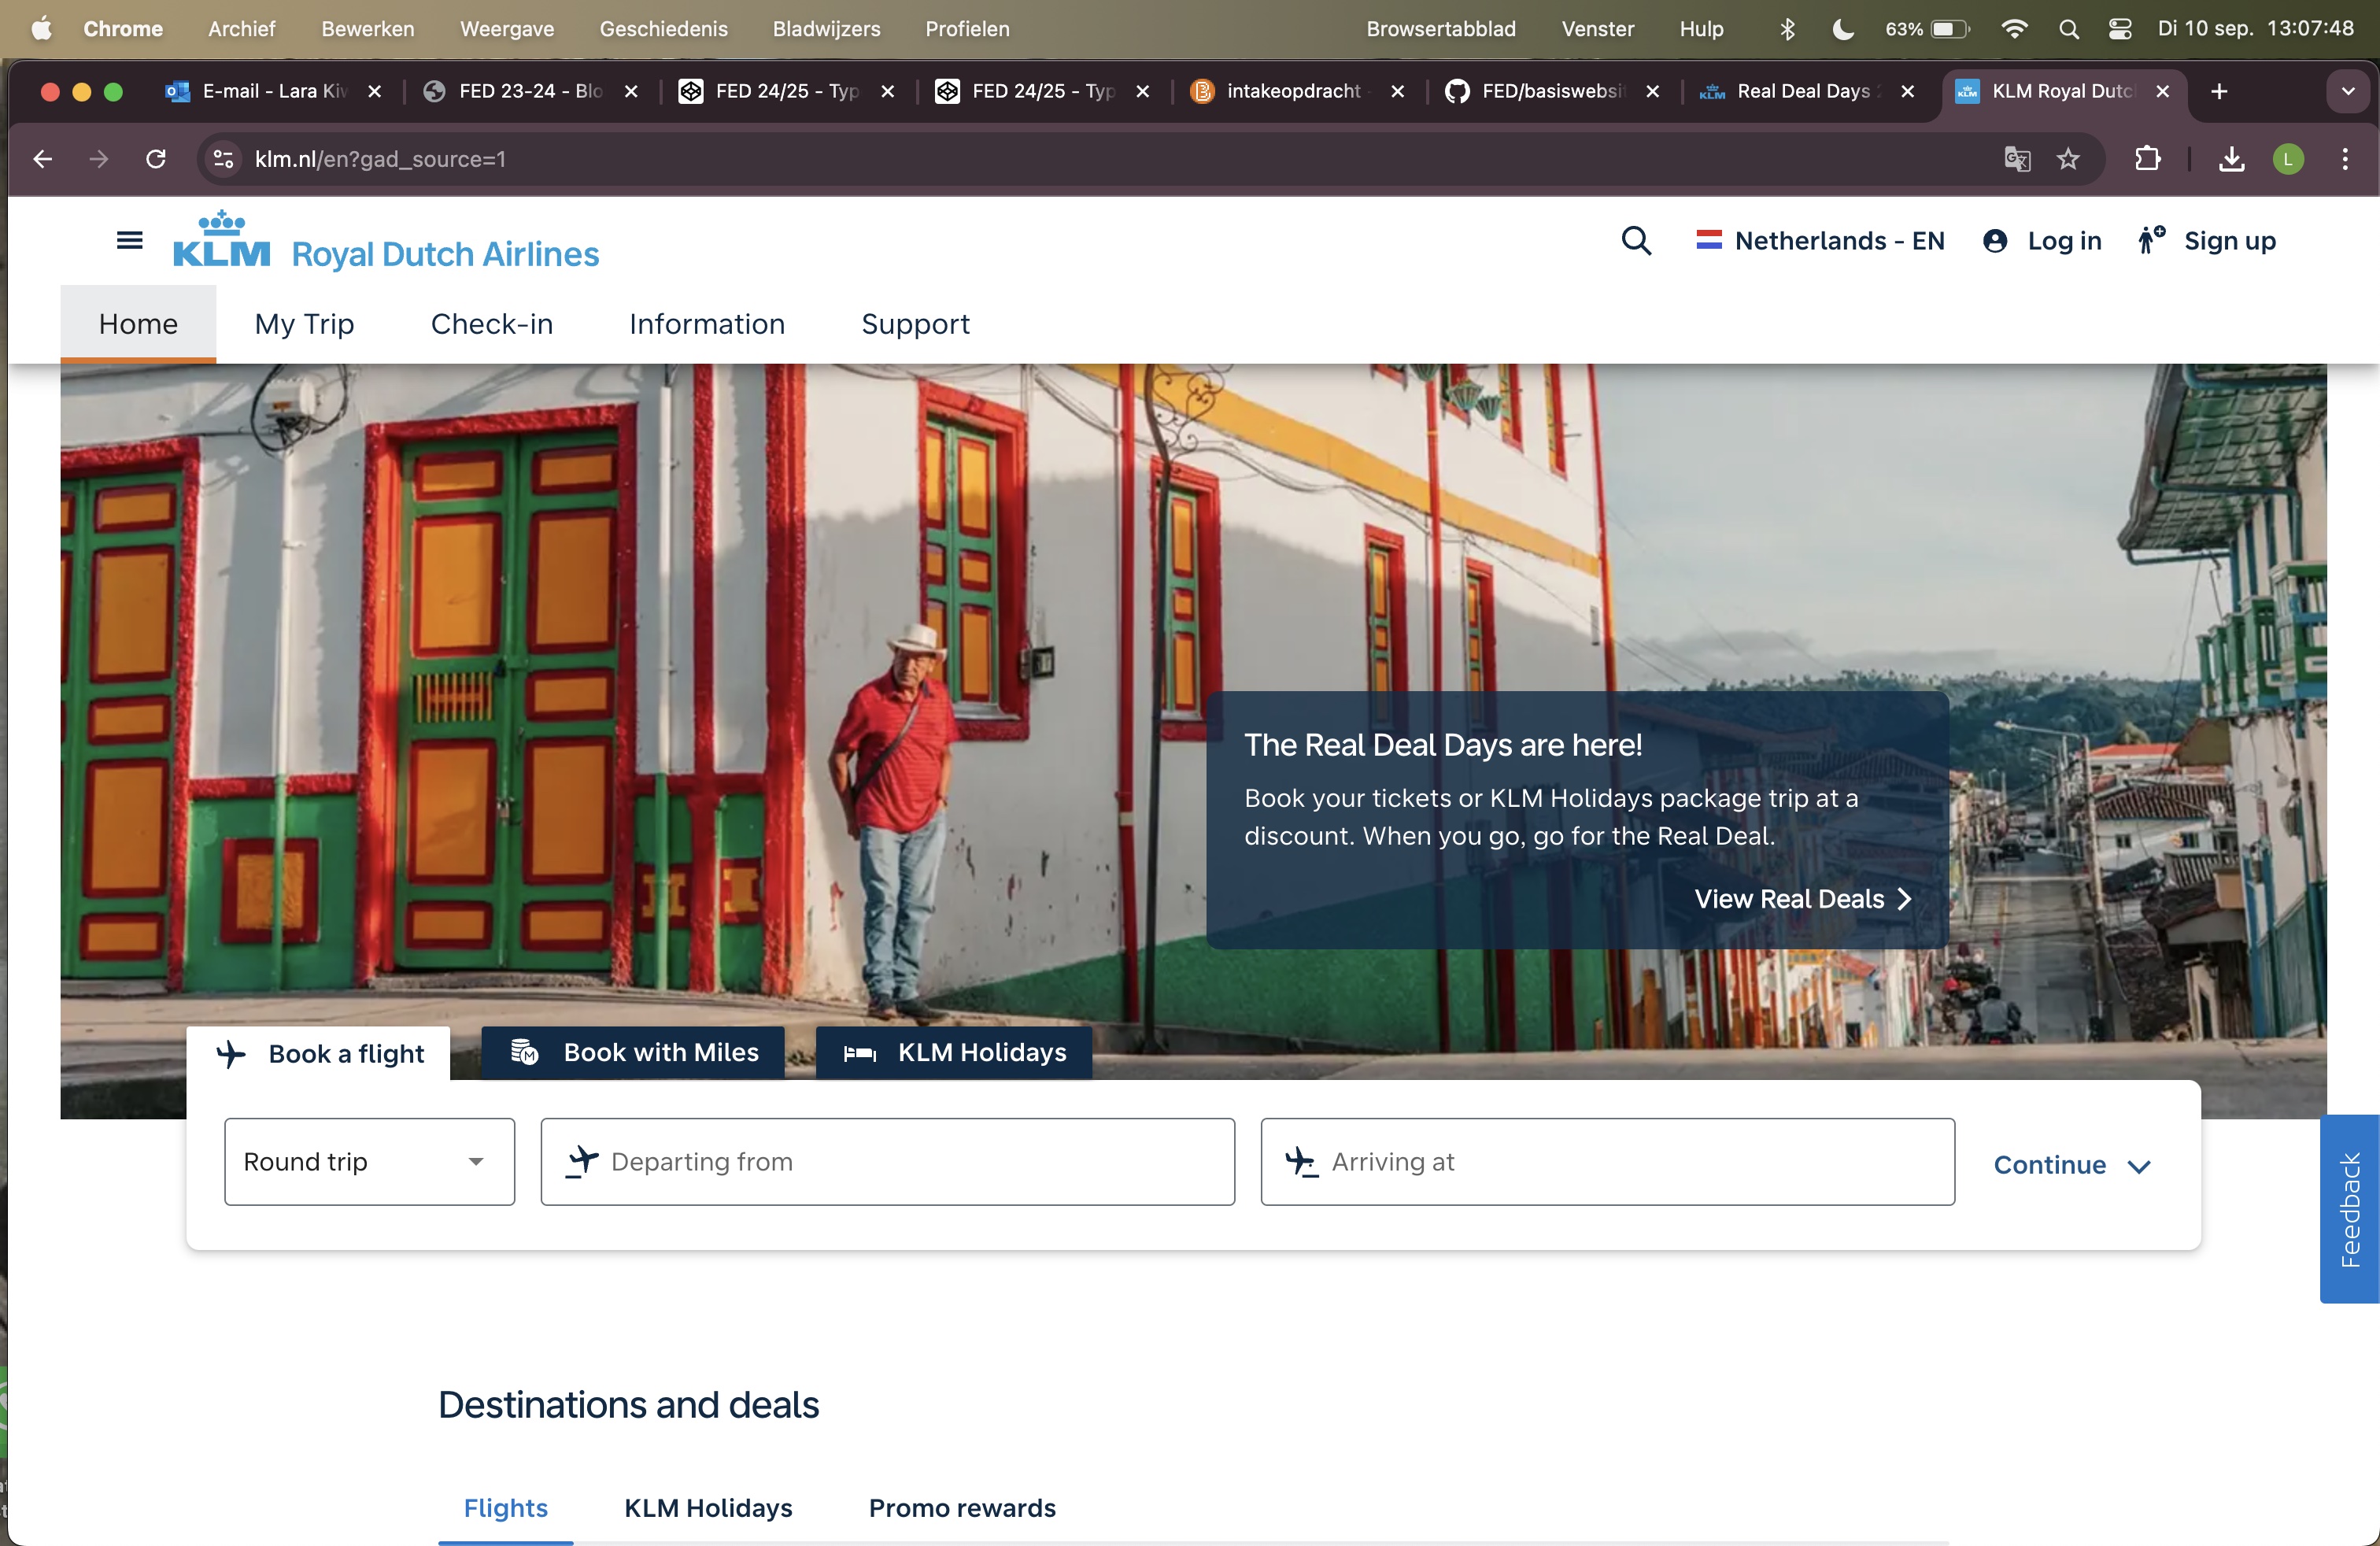 Chrome Archief Bewerken Weergave Geschiedenis Bladwijzers Profielen Browsertabblad Venster Hulp 63% Di 10 sep. 13:07:48
E-mail - Lara FED 23-24 - Blo FED 24/25 - Typ FED 24/25 - Typ intakeopdracht FED/basiswebsi Real Deal Days KLM Royal Dutc
klm.nl/en?gad_source=1 L
KLM Royal Dutch Airlines Netherlands - EN Log in Sign up
Home My Trip Check-in Information Support
The Real Deal Days are here!
Book your tickets or KLM Holidays package trip at a
discount. When you go, go for the Real Deal.
View Real Deals
Book a flight Book with Miles KLM Holidays
Round trip Departing from Arriving at Continue
Feedback
Destinations and deals
Flights KLM Holidays Promo rewards